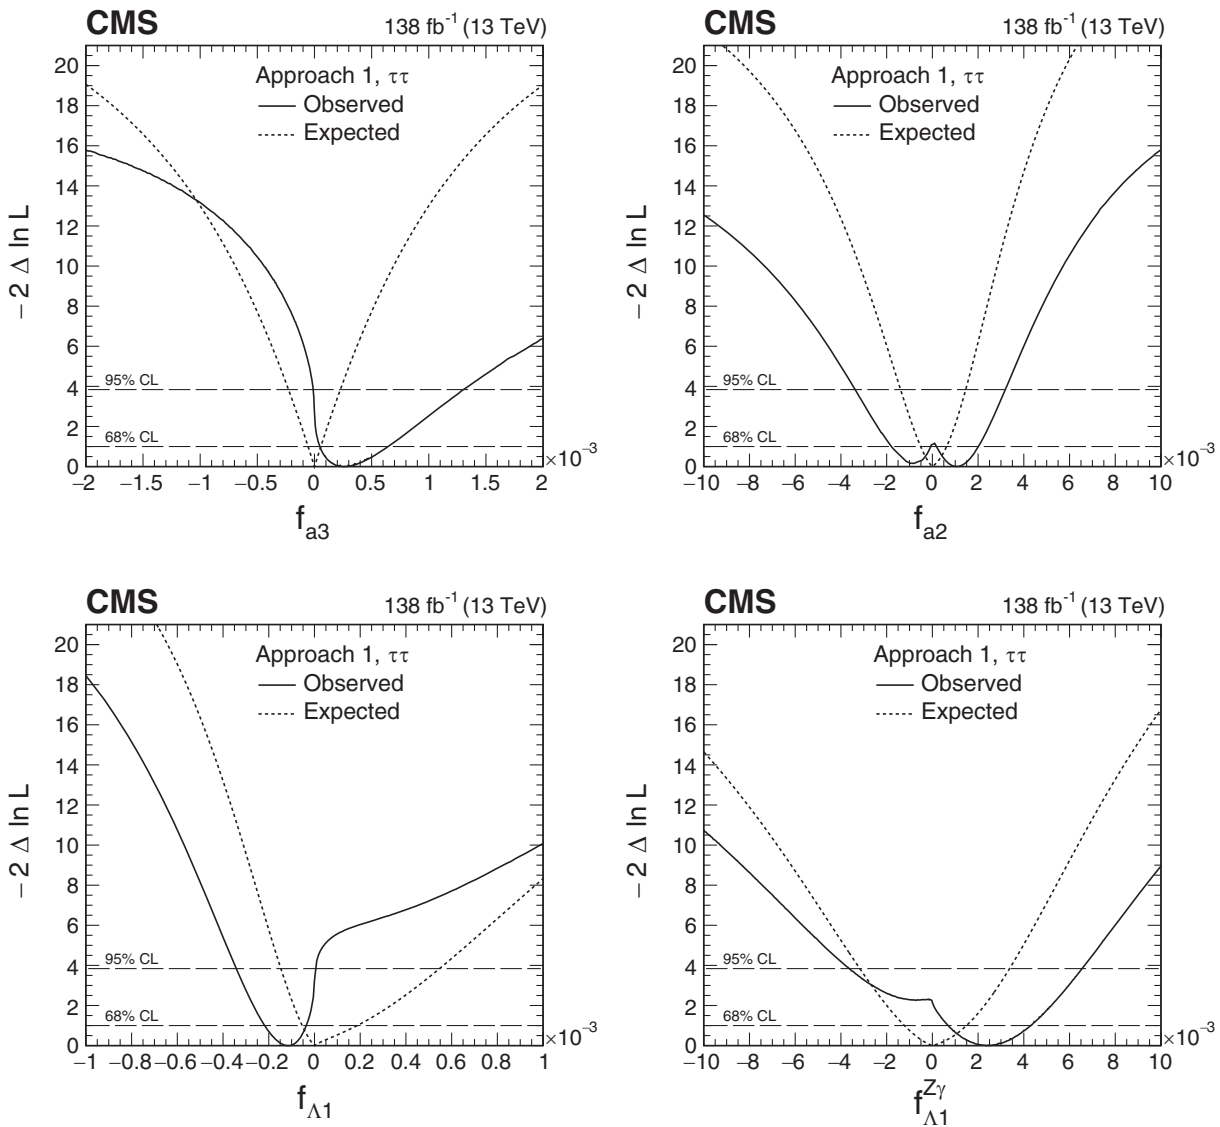 CMS 138 fb⁻¹ (13 TeV)
Approach 1, ττ
Observed
Expected
− 2 Δ ln L
20
18
16
14
12
10
8
6
4
2
0
95% CL
68% CL
−2 −1.5 −1 −0.5 0 0.5 1 1.5 2
×10⁻³
f_a3
CMS 138 fb⁻¹ (13 TeV)
Approach 1, ττ
Observed
Expected
− 2 Δ ln L
20
18
16
14
12
10
8
6
4
2
0
95% CL
68% CL
−10 −8 −6 −4 −2 0 2 4 6 8 10
×10⁻³
f_a2
CMS 138 fb⁻¹ (13 TeV)
Approach 1, ττ
Observed
Expected
− 2 Δ ln L
20
18
16
14
12
10
8
6
4
2
0
95% CL
68% CL
−1 −0.8 −0.6 −0.4 −0.2 0 0.2 0.4 0.6 0.8 1
×10⁻³
f_Λ1
CMS 138 fb⁻¹ (13 TeV)
Approach 1, ττ
Observed
Expected
− 2 Δ ln L
20
18
16
14
12
10
8
6
4
2
0
95% CL
68% CL
−10 −8 −6 −4 −2 0 2 4 6 8 10
×10⁻³
f_Λ1^Zγ